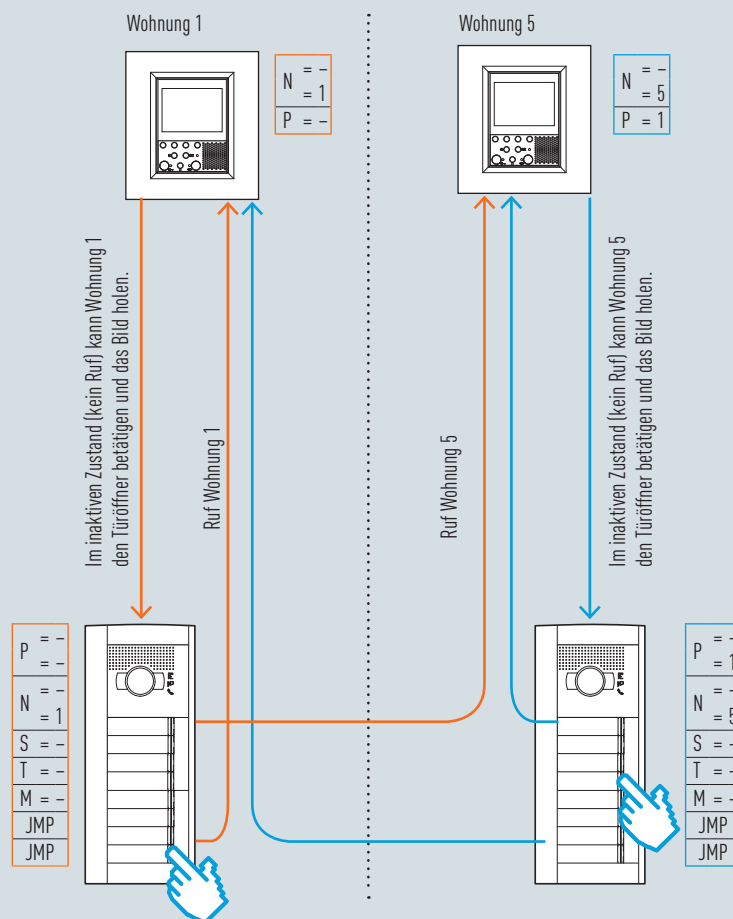 Wohnung 1
Wohnung 5
N = –
= 1
P = –
N = –
= 5
P = 1
Im inaktiven Zustand (kein Ruf) kann Wohnung 1
den Türöffner betätigen und das Bild holen.
Ruf Wohnung 1
Ruf Wohnung 5
Im inaktiven Zustand (kein Ruf) kann Wohnung 5
den Türöffner betätigen und das Bild holen.
P = –
= –
N = –
= 1
S = –
T = –
M = –
JMP
JMP
P = –
= 1
N = –
= 5
S = –
T = –
M = –
JMP
JMP